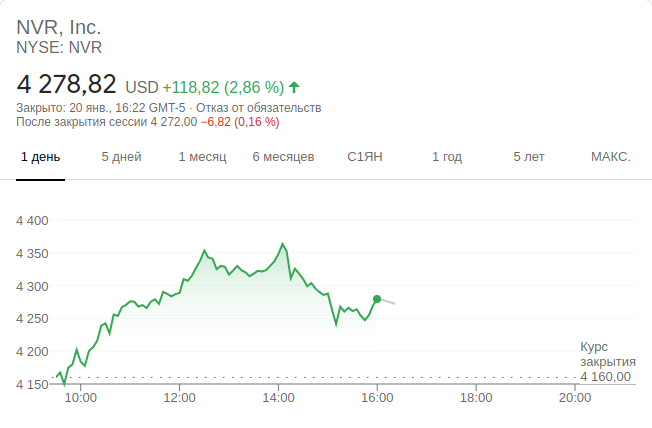 NVR, Inc.
NYSE: NVR
4 278,82 USD +118,82 (2,86 %)
Закрыто: 20 янв., 16:22 GMT-5 · Отказ от обязательств
После закрытия сессии 4 272,00 −6,82 (0,16 %)
1 день 5 дней 1 месяц 6 месяцев С1ЯН 1 год 5 лет МАКС.
4 400
4 350
4 300
4 250
4 200
4 150
Курс
закрытия
4 160,00
10:00 12:00 14:00 16:00 18:00 20:00